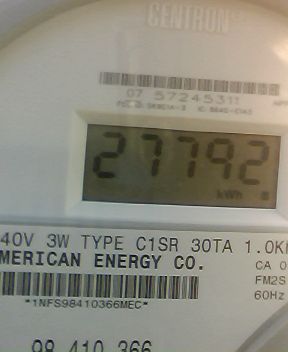 CENTRON
07 57245311
27792
kWh
40V 3W TYPE C1SR 30TA 1.0K
MERICAN ENERGY CO.
CA 0
FM2S
60Hz
*1NFS98410366MEC*
98 410 366